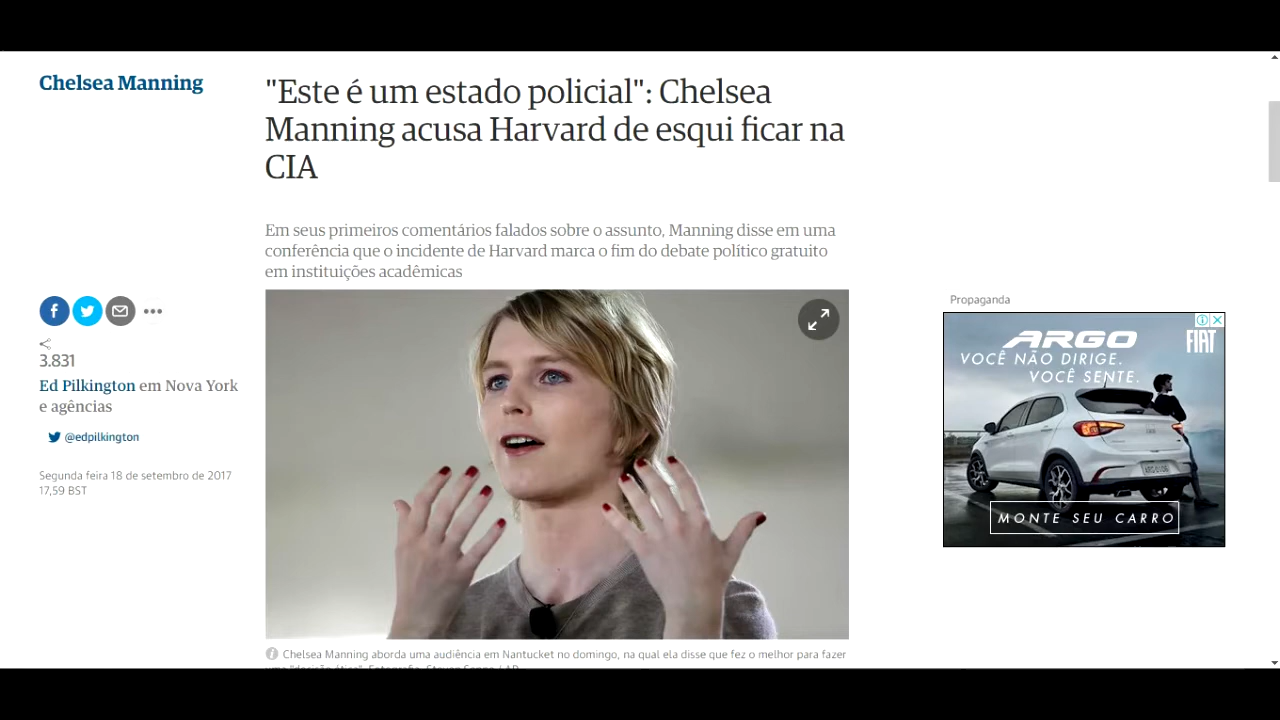 Chelsea Manning
"Este é um estado policial": Chelsea
Manning acusa Harvard de esqui ficar na
CIA
Em seus primeiros comentários falados sobre o assunto, Manning disse em uma
conferência que o incidente de Harvard marca o fim do debate político gratuito
em instituições acadêmicas
3.831
Ed Pilkington em Nova York
e agências
@edpilkington
Segunda feira 18 de setembro de 2017
17,59 BST
Chelsea Manning aborda uma audiência em Nantucket no domingo, na qual ela disse que fez o melhor para fazer
Propaganda
ARGO
FIAT
VOCÊ NÃO DIRIGE.
VOCÊ SENTE.
MONTE SEU CARRO